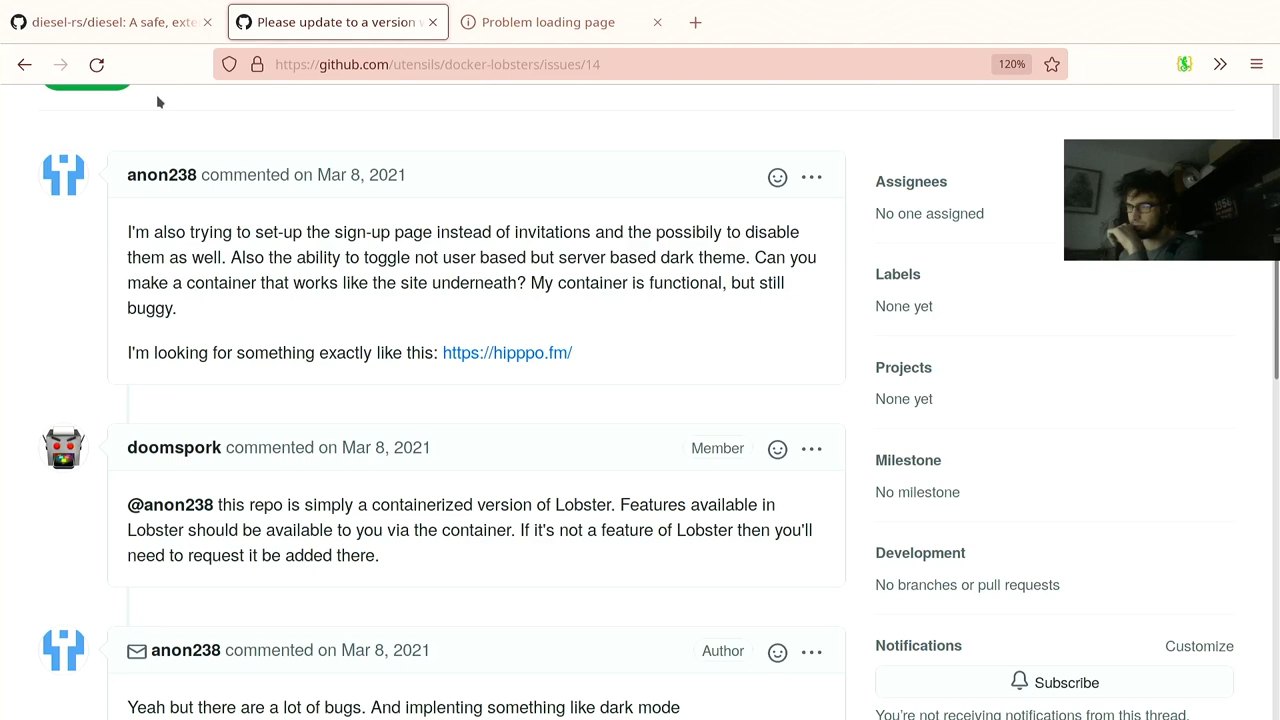 diesel-rs/diesel: A safe, exte
Please update to a version w
Problem loading page
https://github.com/utensils/docker-lobsters/issues/14
120%
anon238 commented on Mar 8, 2021
I'm also trying to set-up the sign-up page instead of invitations and the possibily to disable
them as well. Also the ability to toggle not user based but server based dark theme. Can you
make a container that works like the site underneath? My container is functional, but still
buggy.
I'm looking for something exactly like this: https://hipppo.fm/
doomspork commented on Mar 8, 2021
Member
@anon238 this repo is simply a containerized version of Lobster. Features available in
Lobster should be available to you via the container. If it's not a feature of Lobster then you'll
need to request it be added there.
anon238 commented on Mar 8, 2021
Author
Yeah but there are a lot of bugs. And implenting something like dark mode
Assignees
No one assigned
Labels
None yet
Projects
None yet
Milestone
No milestone
Development
No branches or pull requests
Notifications
Customize
Subscribe
You're not receiving notifications from this thread.